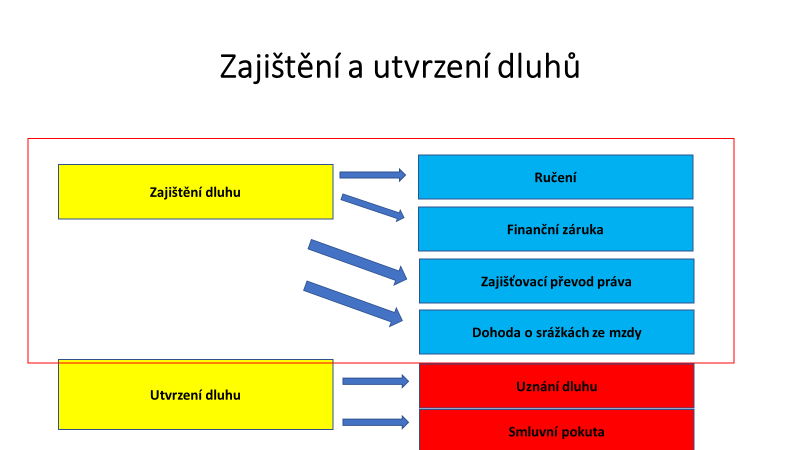 Zajištění a utvrzení dluhů
Zajištění dluhu
Ručení
Finanční záruka
Zajišťovací převod práva
Dohoda o srážkách ze mzdy
Utvrzení dluhu
Uznání dluhu
Smluvní pokuta